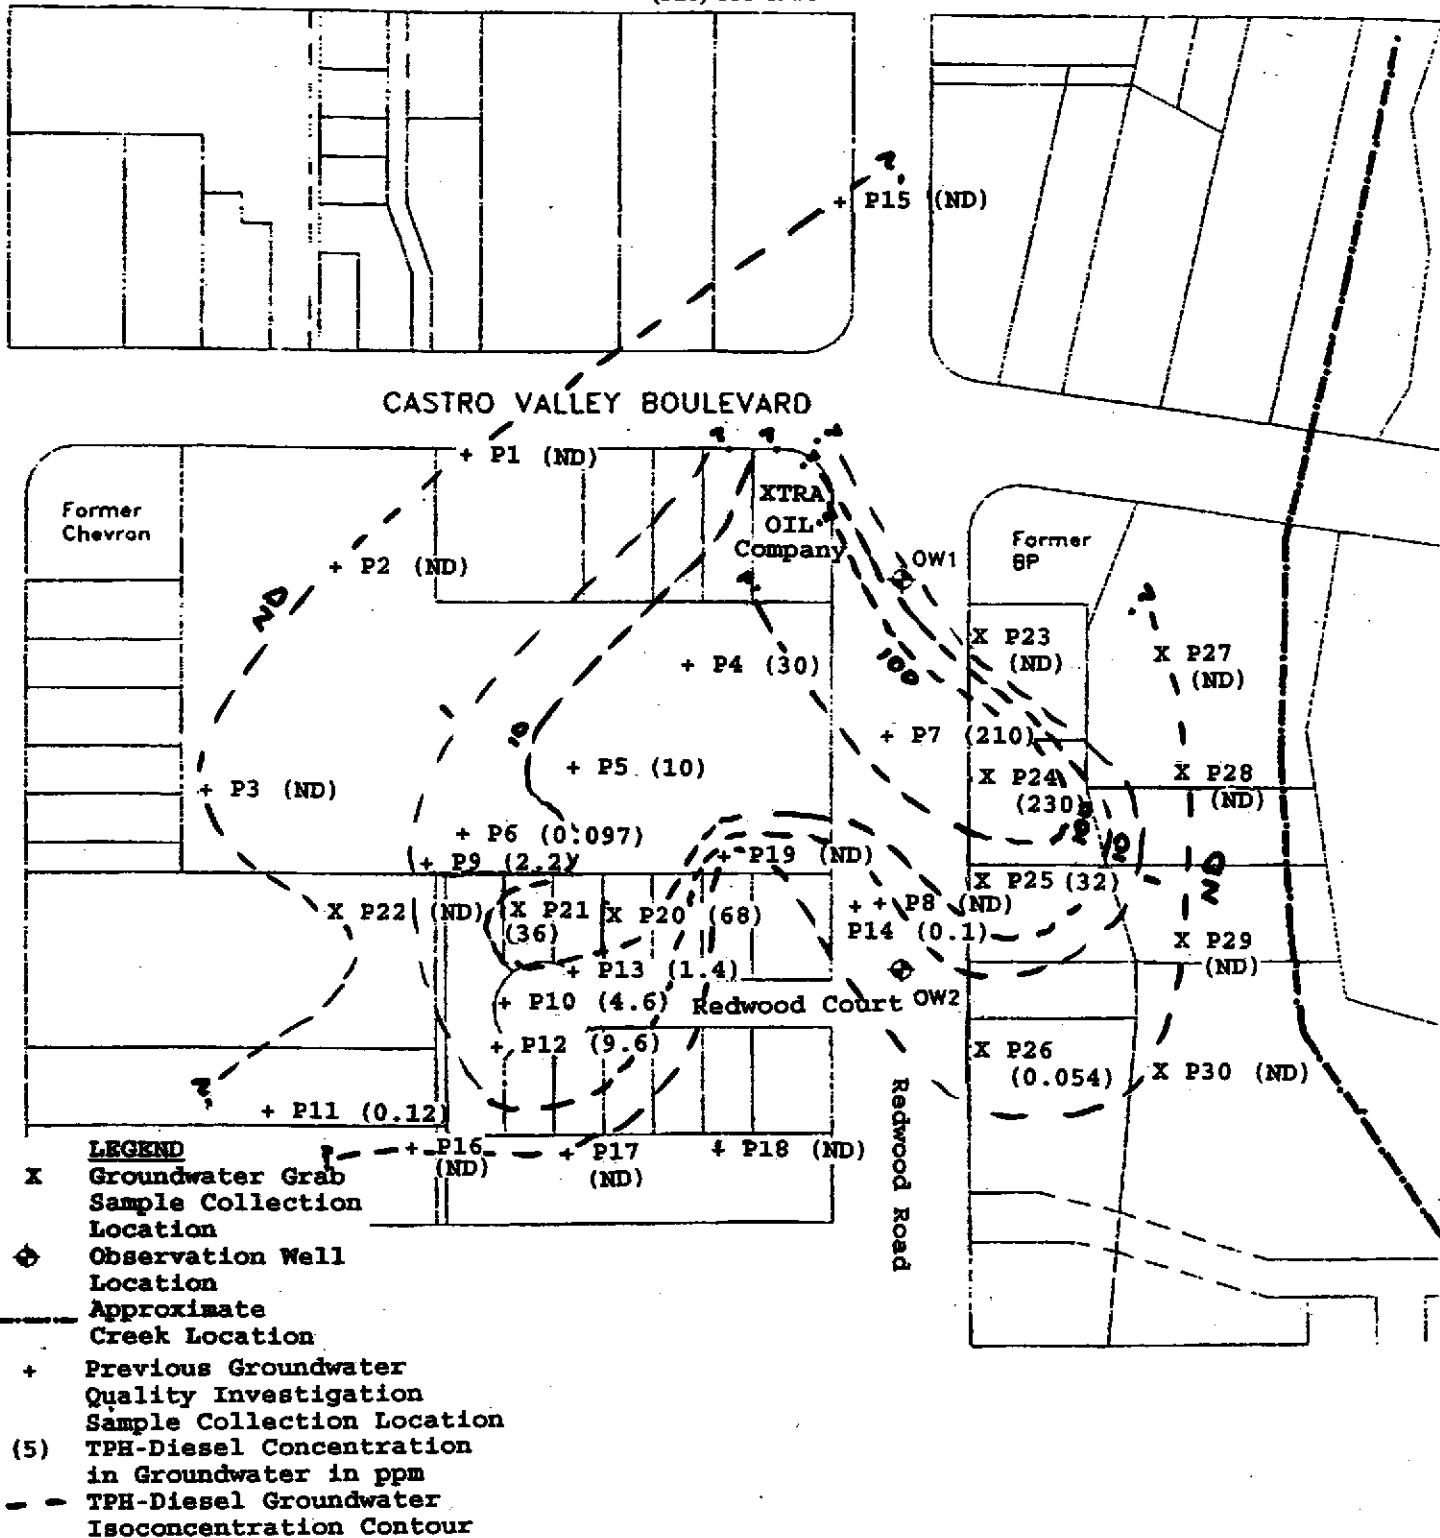 P15 (ND)
CASTRO VALLEY BOULEVARD
P1 (ND)
Former
Chevron
XTRA
OIL
Company
Former
BP
P2 (ND)
OW1
ND
P23
(ND)
P27
(ND)
P4 (30)
100
10
P7 (210)
P5 (10)
P24
(230)
P28
(ND)
P3 (ND)
P6 (0.097)
P9 (2.2)
P19 (ND)
100
10
ND
P25 (32)
P22 (ND)
P21
(36)
P20 (68)
P8 (ND)
P14 (0.1)
P29
(ND)
P13 (1.4)
P10 (4.6)
Redwood Court
OW2
P12 (9.6)
P26
(0.054)
P30 (ND)
P11 (0.12)
P16
(ND)
P17
(ND)
P18 (ND)
Redwood Road
LEGEND
X Groundwater Grab
Sample Collection
Location
Observation Well
Location
Approximate
Creek Location
+ Previous Groundwater
Quality Investigation
Sample Collection Location
(5) TPH-Diesel Concentration
in Groundwater in ppm
TPH-Diesel Groundwater
Isoconcentration Contour